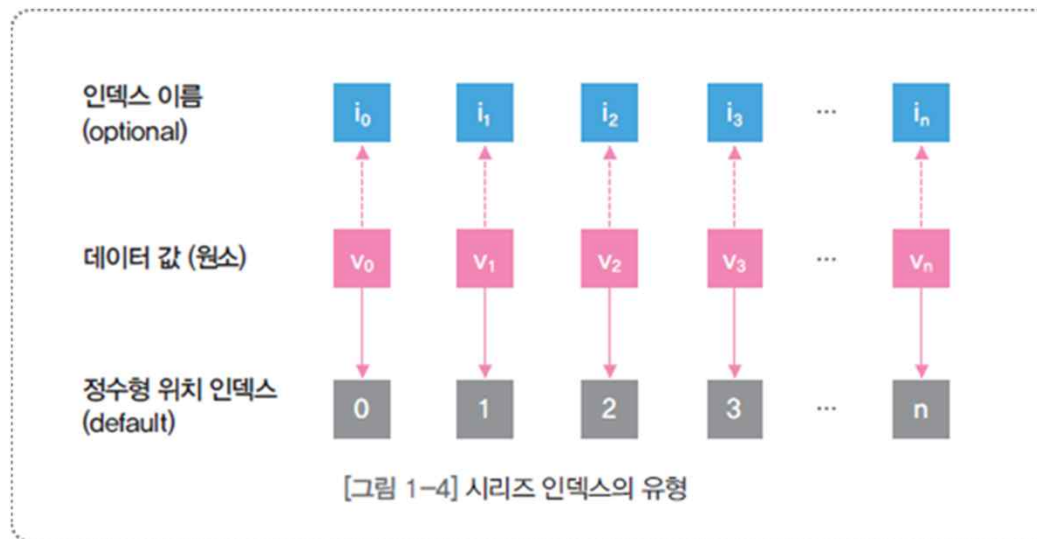 인덱스 이름
(optional)
i₀ i₁ i₂ i₃ ··· iₙ
데이터 값 (원소)
v₀ v₁ v₂ v₃ ··· vₙ
정수형 위치 인덱스
(default)
0 1 2 3 ··· n
[그림 1-4] 시리즈 인덱스의 유형